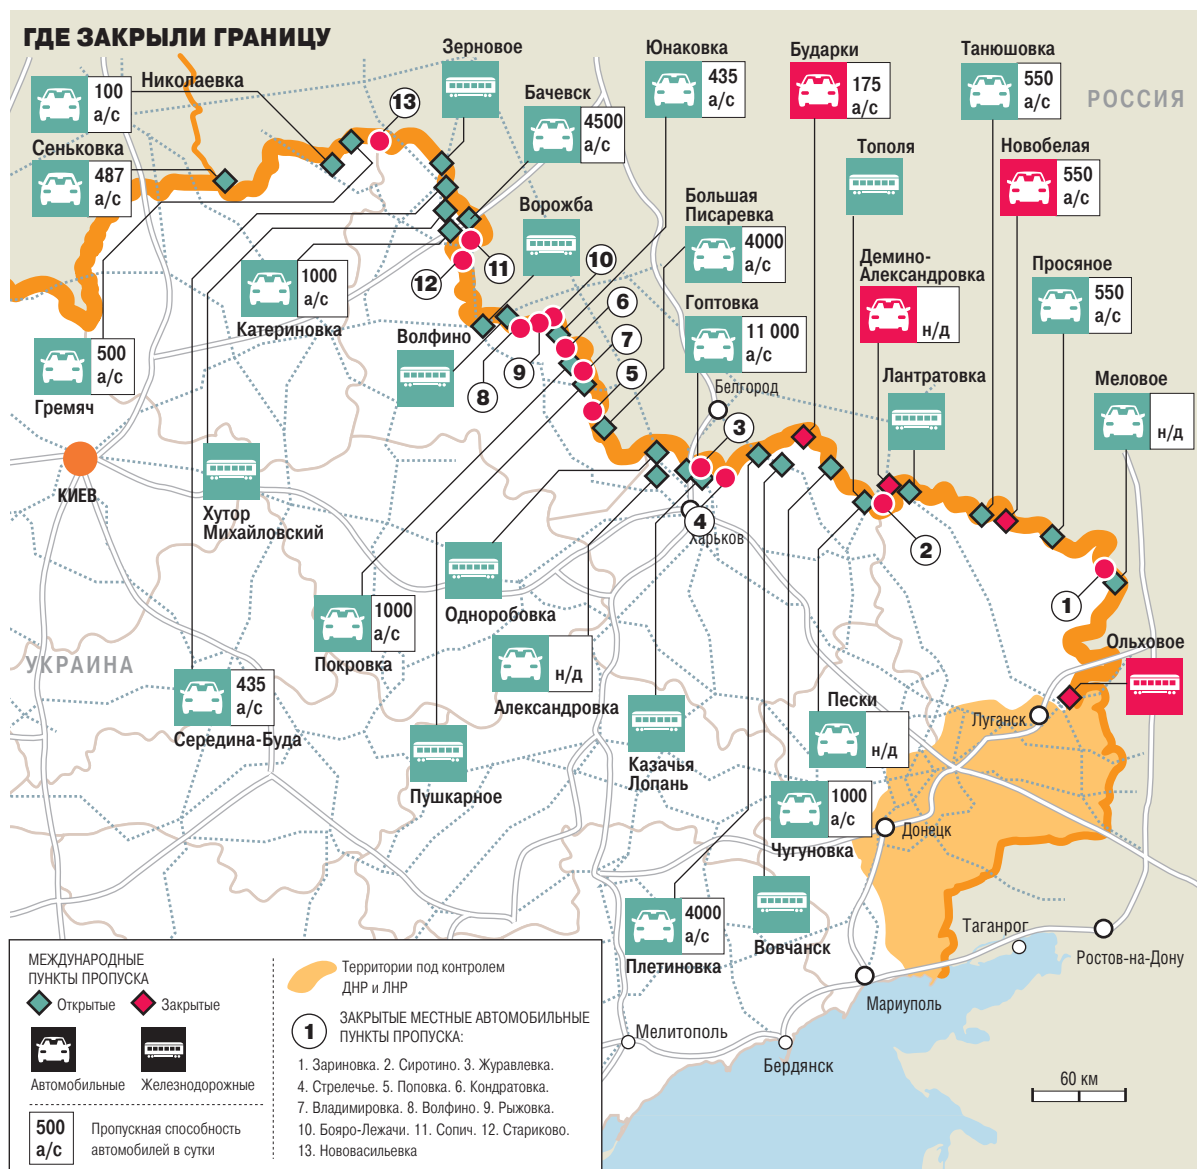 ГДЕ ЗАКРЫЛИ ГРАНИЦУ
Николаевка
100
а/с
Сеньковка
487
а/с
Зерновое
Бачевск
4500
а/с
Юнаковка
435
а/с
Бударки
175
а/с
Танюшовка
550
а/с
РОССИЯ
Новобелая
550
а/с
Тополя
Большая
Писаревка
4000
а/с
Ворожба
Демино-
Александровка
н/д
Просяное
550
а/с
Катериновка
1000
а/с
Гоптовка
11 000
а/с
Белгород
Волфино
Гремяч
500
а/с
Лантратовка
Меловое
н/д
13
12
11
10
6
7
5
8
9
3
4
2
1
КИЕВ
Хутор
Михайловский
Харьков
Одноробовка
Покровка
1000
а/с
Александровка
н/д
УКРАИНА
Середина-Буда
435
а/с
Пушкарное
Казачья
Лопань
Пески
н/д
Ольховое
Луганск
Чугуновка
1000
а/с
Донецк
Плетиновка
4000
а/с
Вовчанск
Таганрог
Ростов-на-Дону
Мариуполь
Мелитополь
Бердянск
60 км
МЕЖДУНАРОДНЫЕ
ПУНКТЫ ПРОПУСКА
Открытые
Закрытые
Автомобильные
Железнодорожные
500
а/с
Пропускная способность
автомобилей в сутки
Территории под контролем
ДНР и ЛНР
1
ЗАКРЫТЫЕ МЕСТНЫЕ АВТОМОБИЛЬНЫЕ
ПУНКТЫ ПРОПУСКА:
1. Зариновка. 2. Сиротино. 3. Журавлевка.
4. Стрелечье. 5. Поповка. 6. Кондратовка.
7. Владимировка. 8. Волфино. 9. Рыжовка.
10. Бояро-Лежачи. 11. Сопич. 12. Стариково.
13. Нововасильевка